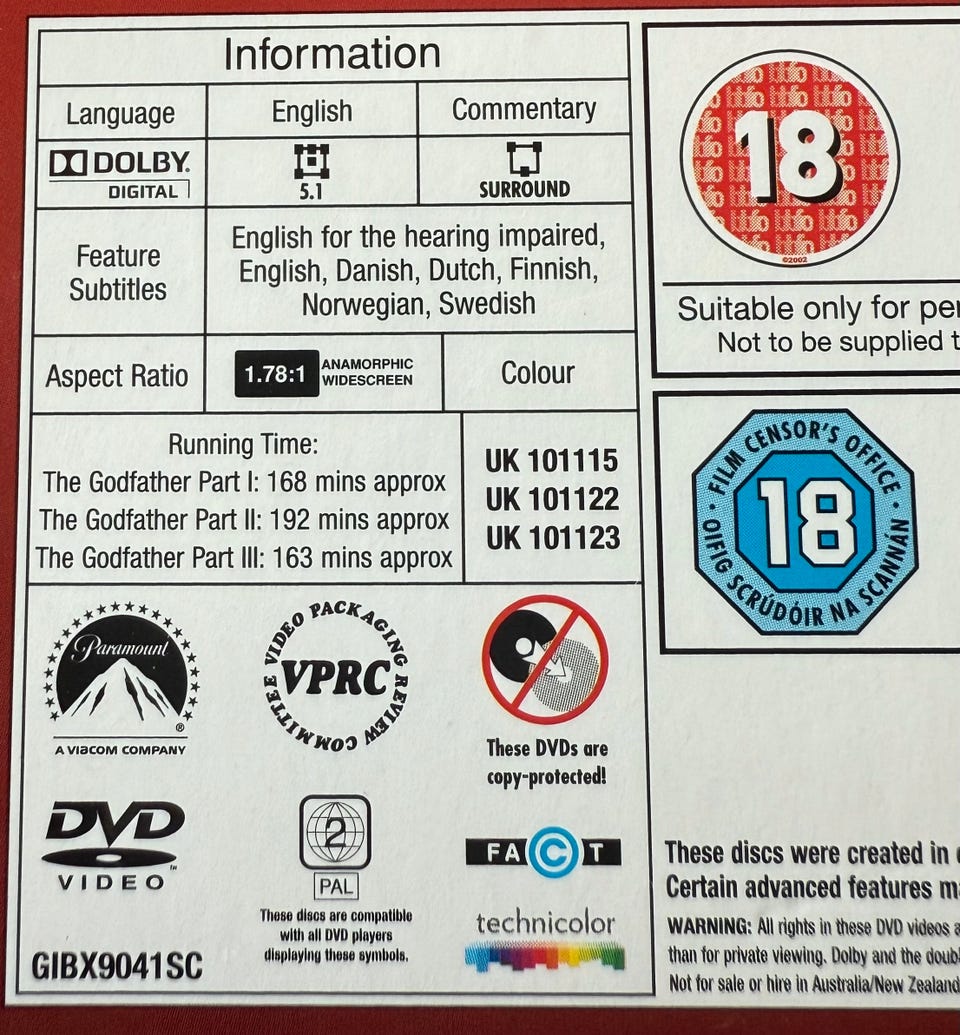 Information
Language
English
Commentary
DOLBY
DIGITAL
5.1
SURROUND
Feature
Subtitles
English for the hearing impaired,
English, Danish, Dutch, Finnish,
Norwegian, Swedish
Aspect Ratio
1.78:1
ANAMORPHIC
WIDESCREEN
Colour
Running Time:
The Godfather Part I: 168 mins approx
The Godfather Part II: 192 mins approx
The Godfather Part III: 163 mins approx
UK 101115
UK 101122
UK 101123
Paramount
®
A VIACOM COMPANY
VIDEO PACKAGING REVIEW COMMITTEE
VPRC
These DVDs are
copy-protected!
DVD
VIDEO
™
2
PAL
These discs are compatible
with all DVD players
displaying these symbols.
FACT
technicolor
GIBX9041SC
18
©2002
Suitable only for
Not to be supplied
FILM CENSOR'S OFFICE
18
OIFIG SCRÚDÓIR NA SCANNÁN
These discs were created in
Certain advanced features
WARNING: All rights in these DVD videos
than for private viewing. Dolby and the
Not for sale or hire in Australia/New Zealand